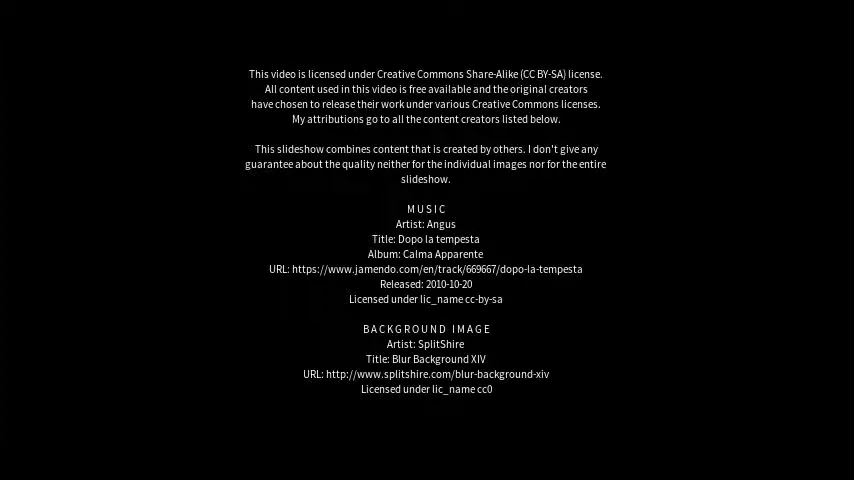 This video is licensed under Creative Commons Share-Alike (CC BY-SA) license.
All content used in this video is free available and the original creators
have chosen to release their work under various Creative Commons licenses.
My attributions go to all the content creators listed below.
This slideshow combines content that is created by others. I don't give any
guarantee about the quality neither for the individual images nor for the entire
slideshow.
MUSIC
Artist: Angus
Title: Dopo la tempesta
Album: Calma Apparente
URL: https://www.jamendo.com/en/track/669667/dopo-la-tempesta
Released: 2010-10-20
Licensed under lic_name cc-by-sa
BACKGROUND IMAGE
Artist: SplitShire
Title: Blur Background XIV
URL: http://www.splitshire.com/blur-background-xiv
Licensed under lic_name cc0